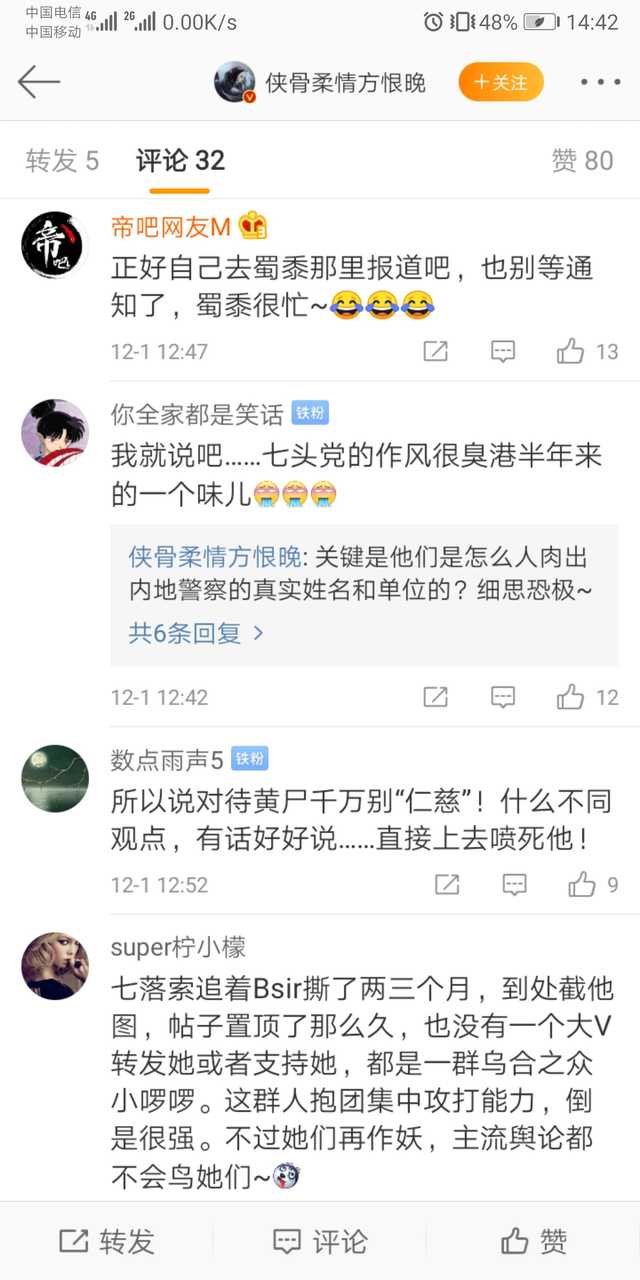 中国电信 4G 2G 0.00K/s 48% 14:42
中国移动
侠骨柔情方恨晚 +关注
转发 5 评论 32 赞 80
帝吧网友M
正好自己去蜀黍那里报道吧，也别等通
知了，蜀黍很忙~😂😂😂
12-1 12:47 13
你全家都是笑话 铁粉
我就说吧……七头党的作风很臭港半年来
的一个味儿
侠骨柔情方恨晚: 关键是他们是怎么人肉出
内地警察的真实姓名和单位的？细思恐极~
共6条回复 >
12-1 12:42 12
数点雨声5 铁粉
所以说对待黄尸千万别“仁慈”！什么不同
观点，有话好好说……直接上去喷死他！
12-1 12:52 9
super柠小檬
七落索追着Bsir撕了两三个月，到处截他
图，帖子置顶了那么久，也没有一个大V
转发她或者支持她，都是一群乌合之众
小啰啰。这群人抱团集中攻打能力，倒
是很强。不过她们再作妖，主流舆论都
不会鸟她们~
转发 评论 赞
帝吧